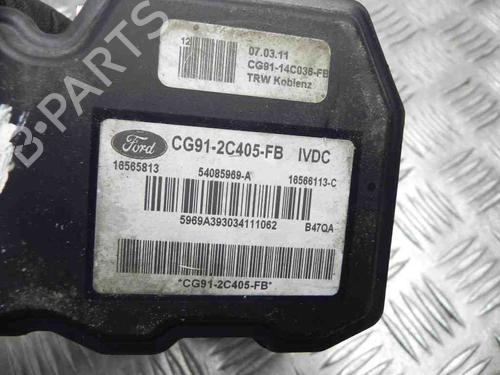 12
07.03.11
CG91-14C036-FB
TRW Koblenz
Ford CG91-2C405-FB IVDC
16565813 54085969-A 16566113-C
5969A393034111062 B47QA
*CG91-2C405-FB*
B-PARTS